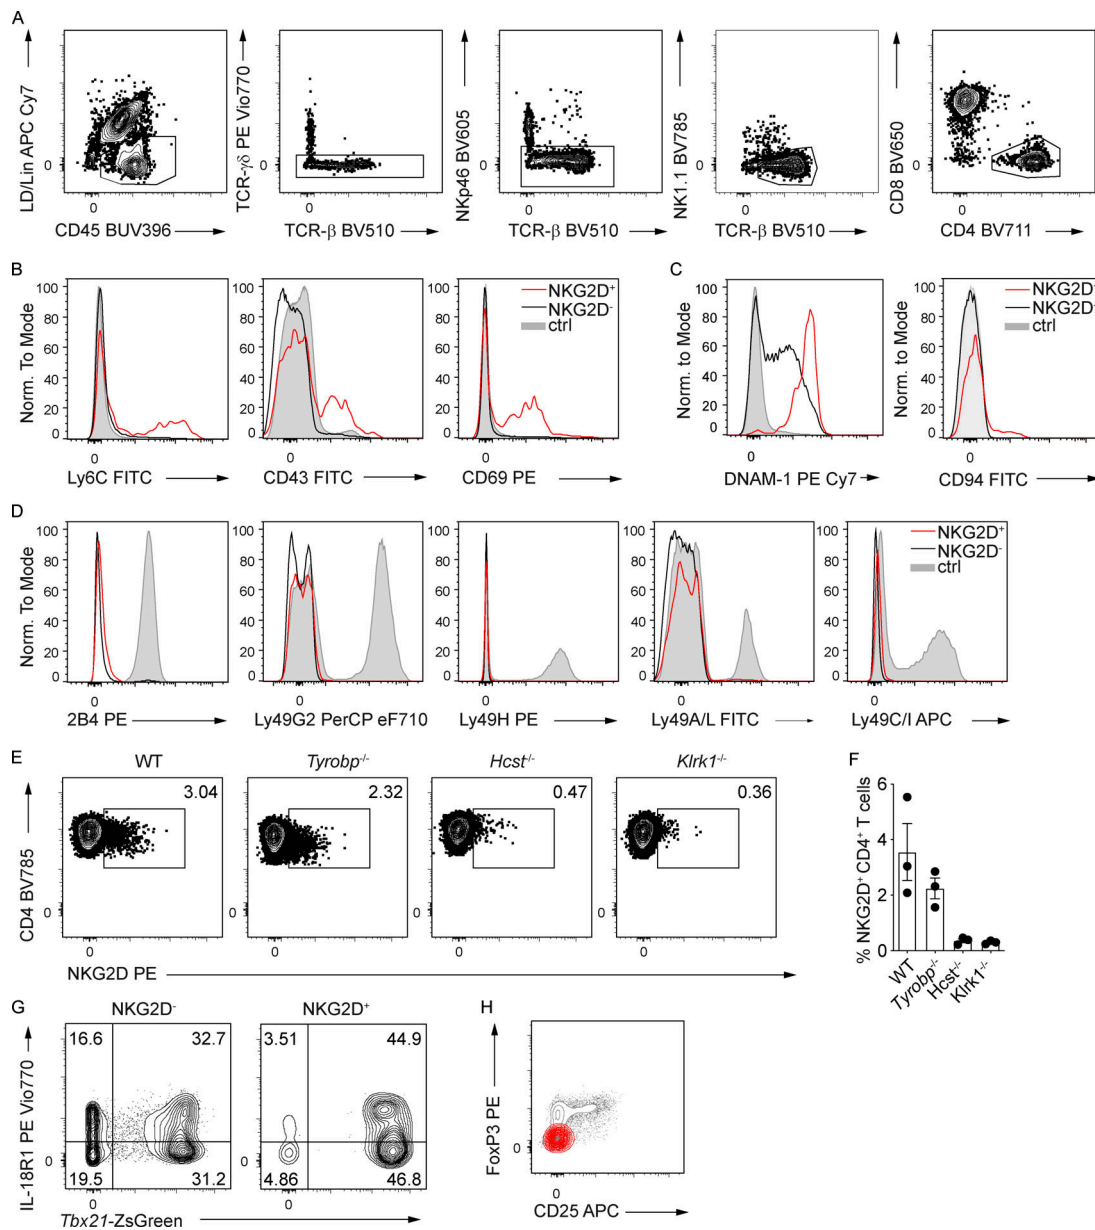 A
LD/Lin APC Cy7
0
0
CD45 BUV396
TCR-γδ PE Vio770
0
0
TCR-β BV510
NKp46 BV605
0
0
TCR-β BV510
NK1.1 BV785
0
0
TCR-β BV510
CD8 BV650
0
0
CD4 BV711
B
Norm. To Mode
100
80
60
40
20
0
0
Ly6C FITC
100
80
60
40
20
0
0
CD43 FITC
100
80
60
40
20
0
0
CD69 PE
NKG2D+
NKG2D-
ctrl
C
Norm. to Mode
100
80
60
40
20
0
0
DNAM-1 PE Cy7
100
80
60
40
20
0
0
CD94 FITC
NKG2D+
NKG2D-
ctrl
D
Norm. To Mode
100
80
60
40
20
0
0
2B4 PE
100
80
60
40
20
0
0
Ly49G2 PerCP eF710
100
80
60
40
20
0
0
Ly49H PE
100
80
60
40
20
0
0
Ly49A/L FITC
100
80
60
40
20
0
0
Ly49C/I APC
NKG2D+
NKG2D-
ctrl
E
CD4 BV785
WT
3.04
0
0
Tyrobp-/-
2.32
0
0
Hcst-/-
0.47
0
0
Klrk1-/-
0.36
0
0
NKG2D PE
F
% NKG2D+ CD4+ T cells
6
4
2
0
WT
Tyrobp-/-
Hcst-/-
Klrk1-/-
G
IL-18R1 PE Vio770
NKG2D-
16.6
32.7
0
19.5
31.2
0
NKG2D+
3.51
44.9
4.86
46.8
0
Tbx21-ZsGreen
H
FoxP3 PE
0
0
CD25 APC